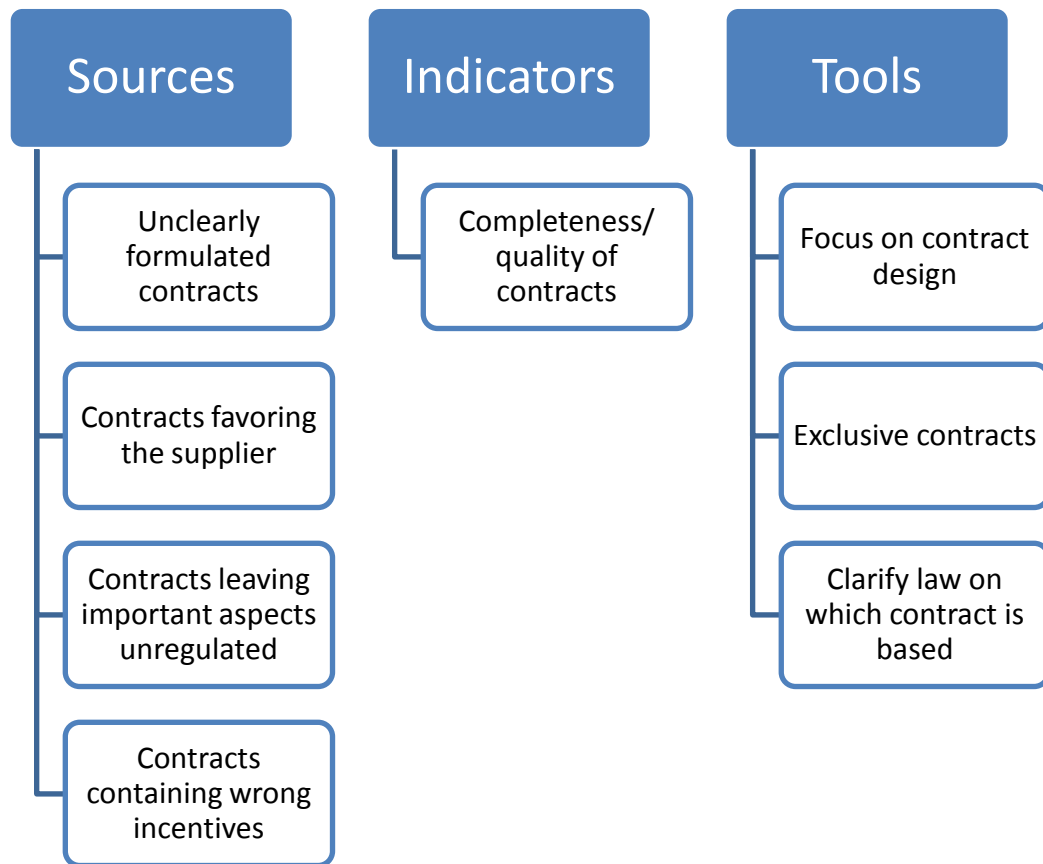 Sources
Unclearly
formulated
contracts
Contracts favoring
the supplier
Contracts leaving
important aspects
unregulated
Contracts
containing wrong
incentives
Indicators
Completeness/
quality of
contracts
Tools
Focus on contract
design
Exclusive contracts
Clarify law on
which contract is
based